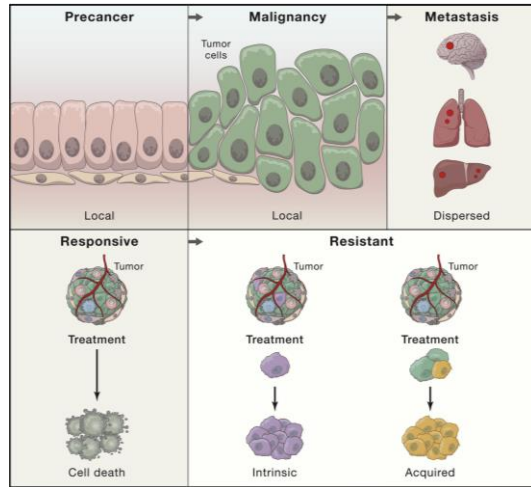 Precancer
Malignancy
Metastasis
Tumor
cells
Local
Local
Dispersed
Responsive
Resistant
Tumor
Tumor
Tumor
Treatment
Treatment
Treatment
Cell death
Intrinsic
Acquired